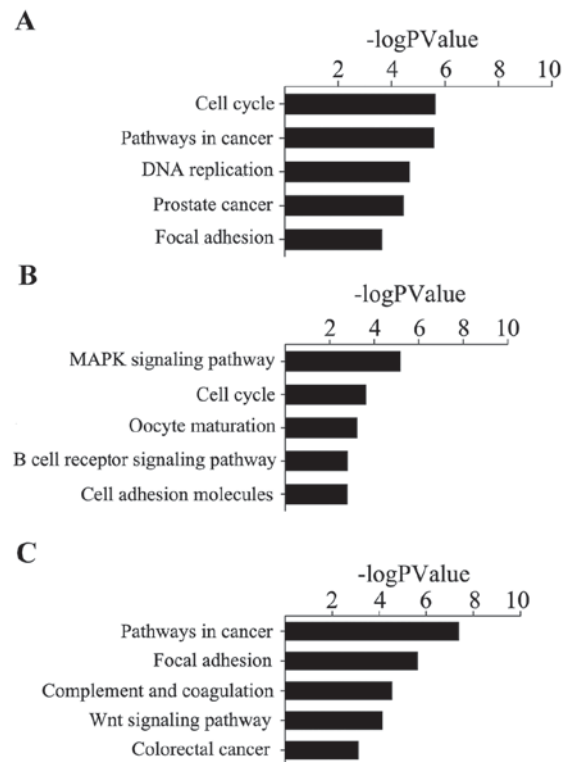 A
-logPValue
2 4 6 8 10
Cell cycle
Pathways in cancer
DNA replication
Prostate cancer
Focal adhesion
B
-logPValue
2 4 6 8 10
MAPK signaling pathway
Cell cycle
Oocyte maturation
B cell receptor signaling pathway
Cell adhesion molecules
C
-logPValue
2 4 6 8 10
Pathways in cancer
Focal adhesion
Complement and coagulation
Wnt signaling pathway
Colorectal cancer